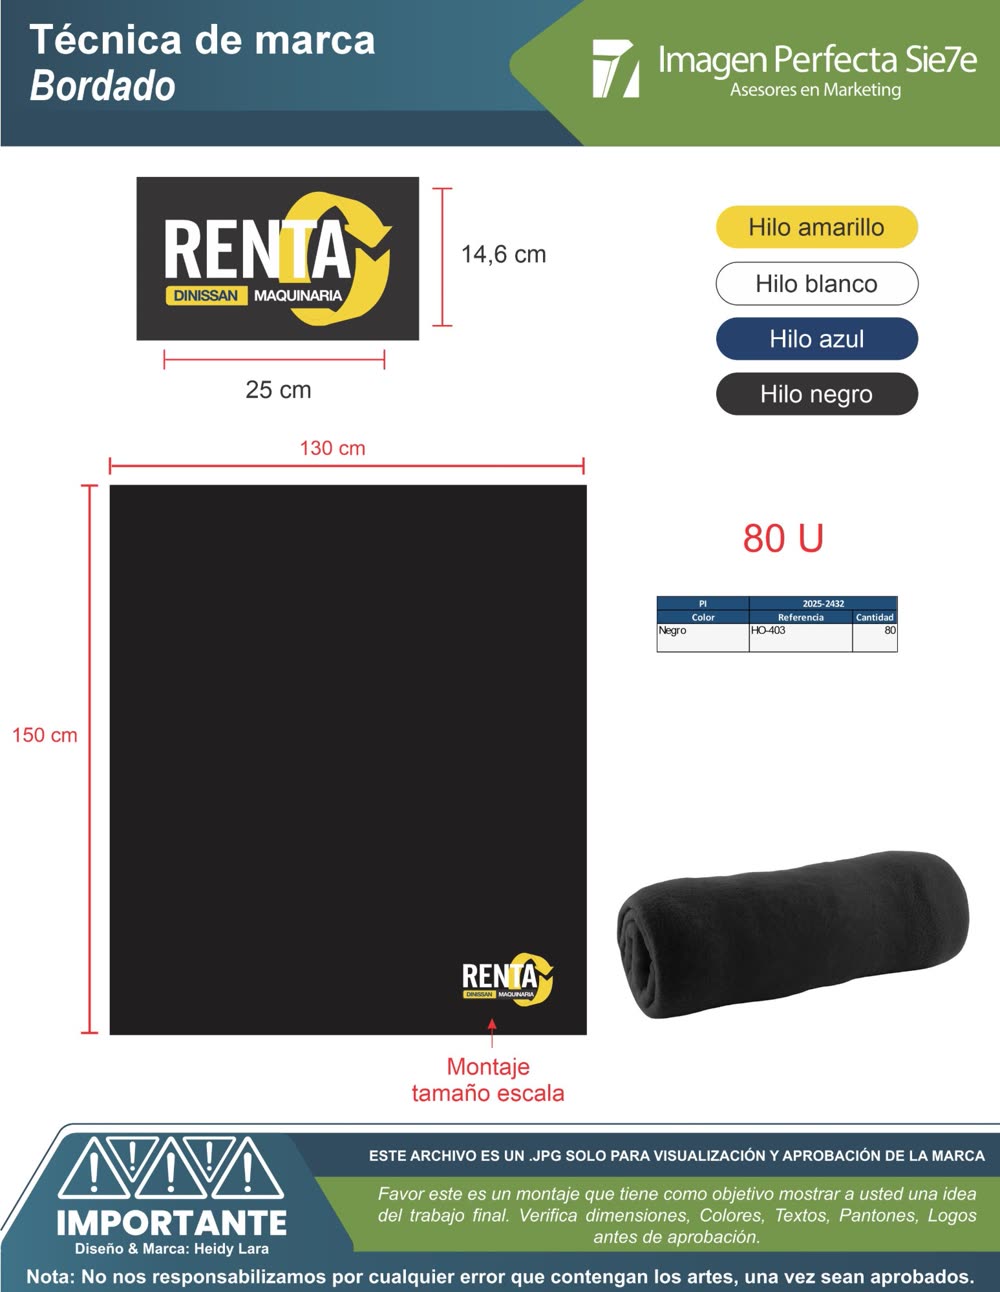 Técnica de marca
Bordado
Imagen Perfecta Sie7e
Asesores en Marketing
RENTA
DINISSAN MAQUINARIA
14,6 cm
25 cm
Hilo amarillo
Hilo blanco
Hilo azul
Hilo negro
130 cm
80 U
PI 2025-2432
Color Referencia Cantidad
Negro HO-403 80
150 cm
RENTA
DINISSAN MAQUINARIA
Montaje
tamaño escala
IMPORTANTE
Diseño & Marca: Heidy Lara
ESTE ARCHIVO ES UN .JPG SOLO PARA VISUALIZACIÓN Y APROBACIÓN DE LA MARCA
Favor este es un montaje que tiene como objetivo mostrar a usted una idea
del trabajo final. Verifica dimensiones, Colores, Textos, Pantones, Logos
antes de aprobación.
Nota: No nos responsabilizamos por cualquier error que contengan los artes, una vez sean aprobados.